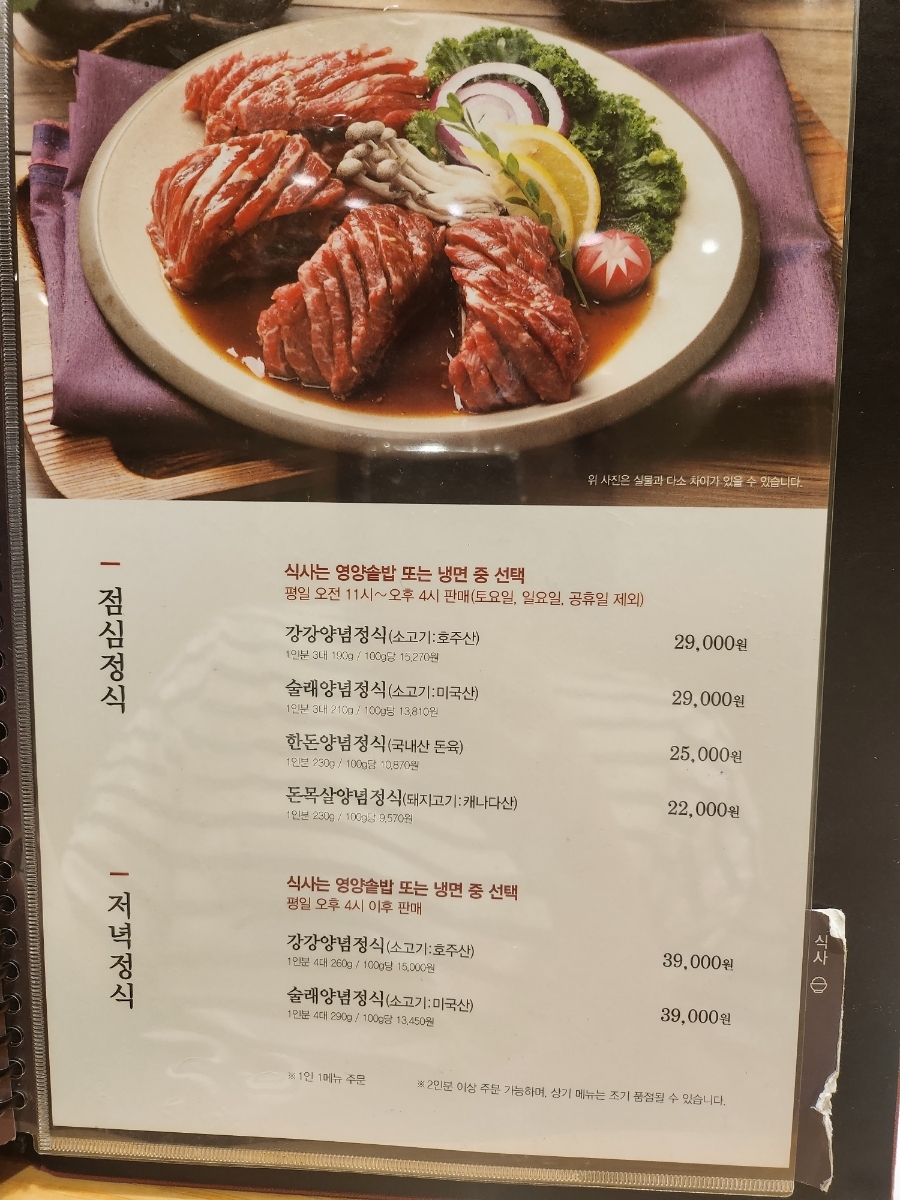 위 사진은 실물과 다소 차이가 있을 수 있습니다.
점심정식
식사는 영양솥밥 또는 냉면 중 선택
평일 오전 11시~오후 4시 판매(토요일, 일요일, 공휴일 제외)
강강양념정식(소고기:호주산) 29,000원
1인분 3대 190g / 100g당 15,270원
술래양념정식(소고기:미국산) 29,000원
1인분 3대 210g / 100g당 13,810원
한돈양념정식(국내산 돈육) 25,000원
1인분 230g / 100g당 10,870원
돈목살양념정식(돼지고기:캐나다산) 22,000원
1인분 230g / 100g당 9,570원
저녁정식
식사는 영양솥밥 또는 냉면 중 선택
평일 오후 4시 이후 판매
강강양념정식(소고기:호주산) 39,000원
1인분 4대 260g / 100g당 15,000원
술래양념정식(소고기:미국산) 39,000원
1인분 4대 290g / 100g당 13,450원
※1인 1메뉴 주문 ※2인분 이상 주문 가능하며, 상기 메뉴는 조기 품절될 수 있습니다.
식사